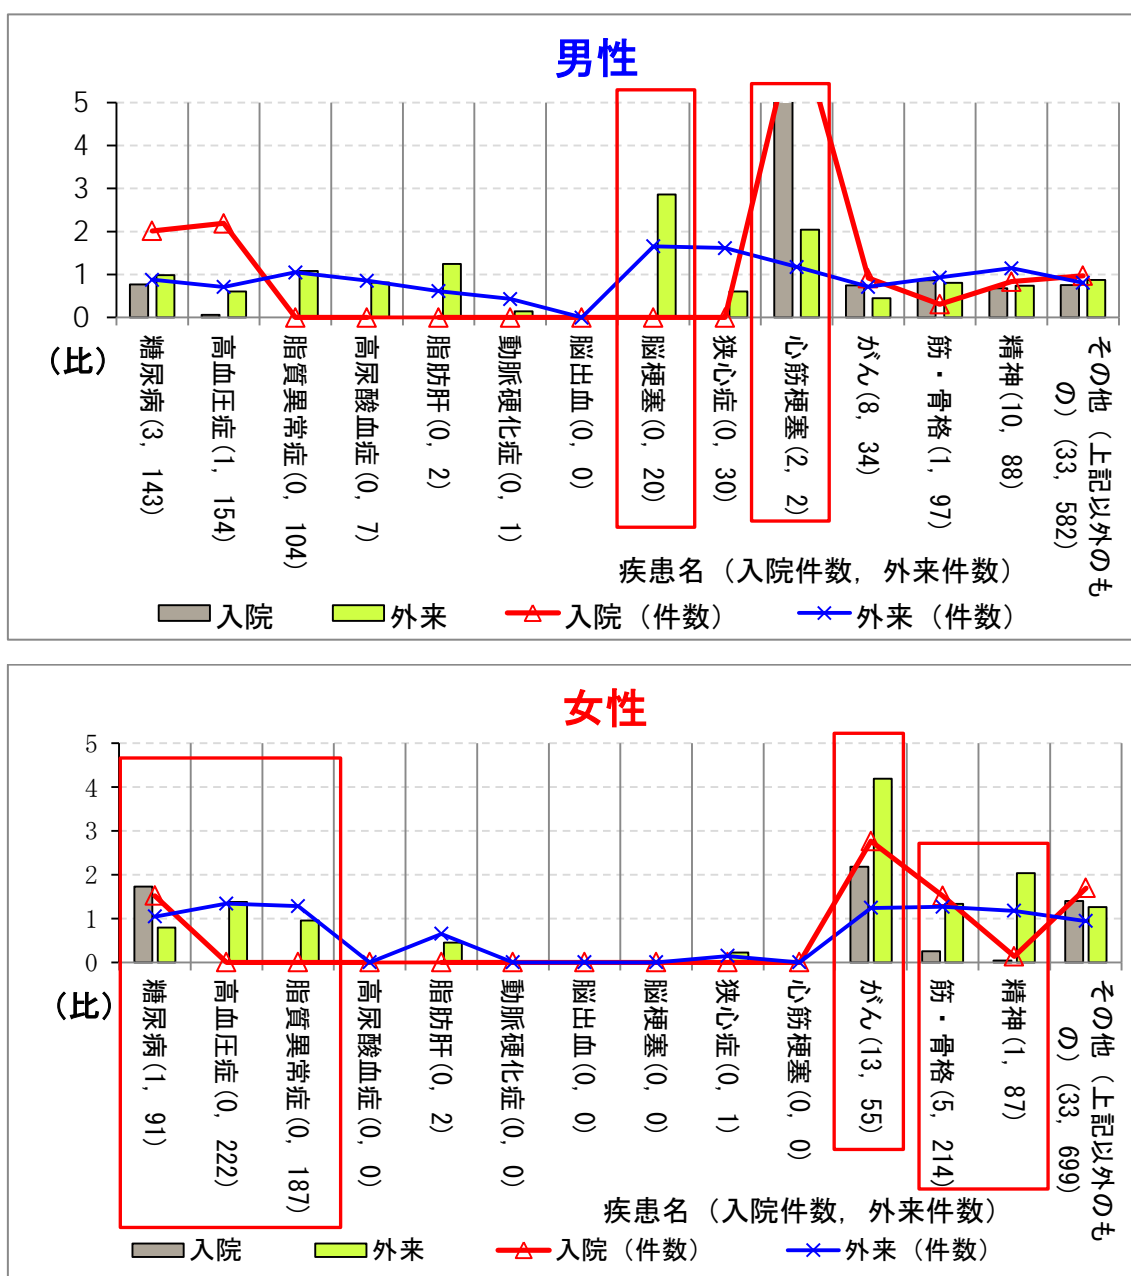 男性
5
4
3
2
1
0
(比)
糖尿病(3, 143)
高血圧症(1, 154)
脂質異常症(0, 104)
高尿酸血症(0, 7)
脂肪肝(0, 2)
動脈硬化症(0, 1)
脳出血(0, 0)
脳梗塞(0, 20)
狭心症(0, 30)
心筋梗塞(2, 2)
がん(8, 34)
筋・骨格(1, 97)
精神(10, 88)
その他(上記以外のも
の)(33, 582)
疾患名(入院件数, 外来件数)
入院 外来 入院(件数) 外来(件数)
女性
5
4
3
2
1
0
(比)
糖尿病(1, 91)
高血圧症(0, 222)
脂質異常症(0, 187)
高尿酸血症(0, 0)
脂肪肝(0, 2)
動脈硬化症(0, 0)
脳出血(0, 0)
脳梗塞(0, 0)
狭心症(0, 1)
心筋梗塞(0, 0)
がん(13, 55)
筋・骨格(5, 214)
精神(1, 87)
その他(上記以外のも
の)(33, 699)
疾患名(入院件数, 外来件数)
入院 外来 入院(件数) 外来(件数)